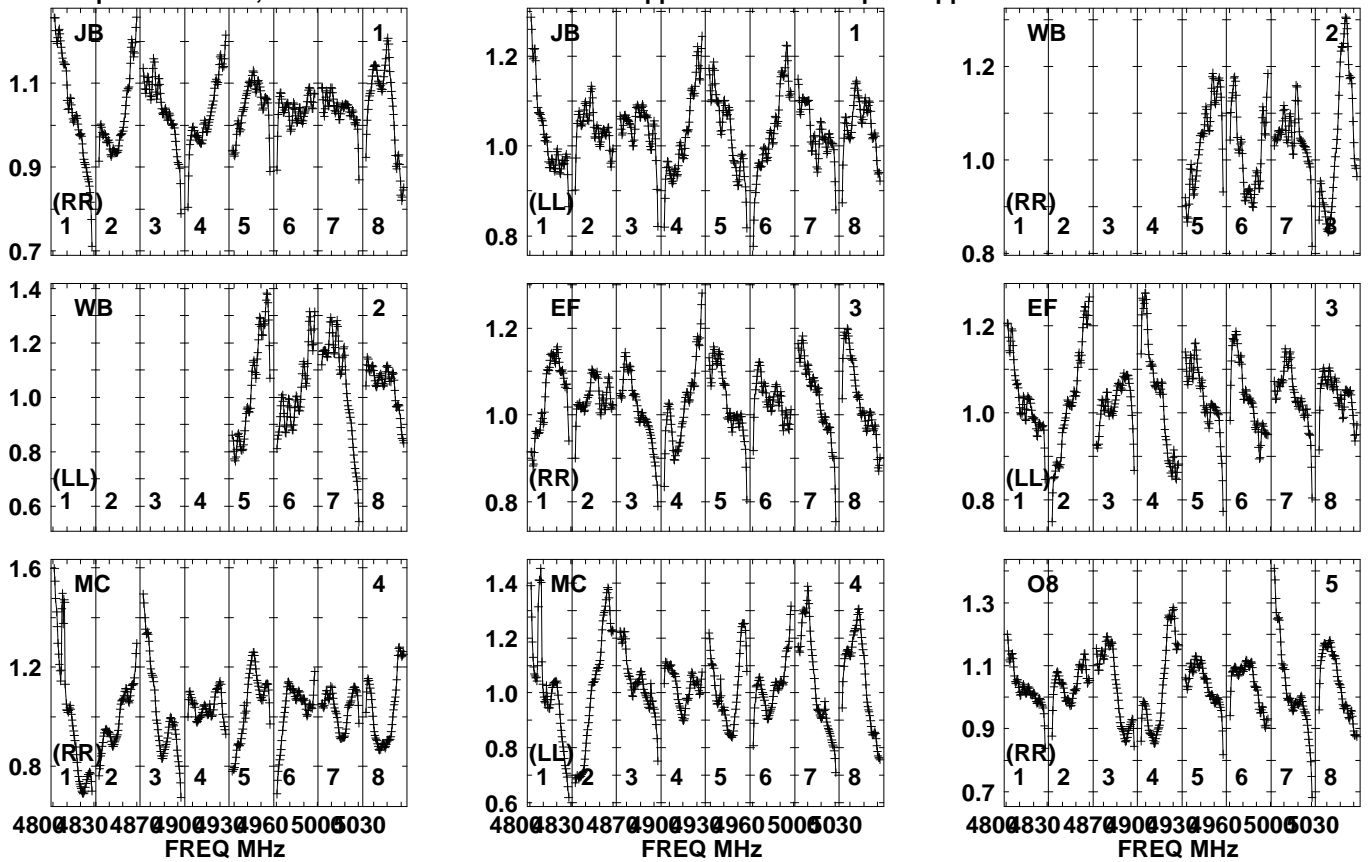 JB 1
1.1
0.9
(RR)
1 2 3 4 5 6 7 8
0.7
JB 1
1.2
1.0
(LL)
1 2 3 4 5 6 7 8
0.8
WB 2
1.2
1.0
(RR)
1 2 3 4 5 6 7 8
0.8
1.4
WB 2
1.2
1.0
0.8
(LL)
1 2 3 4 5 6 7 8
0.6
EF 3
1.2
1.0
(RR)
1 2 3 4 5 6 7 8
0.8
EF 3
1.2
1.0
(LL)
1 2 3 4 5 6 7 8
0.8
1.6
MC 4
1.2
(RR)
0.8 1 2 3 4 5 6 7 8
4800 4830 4870 4900 4930 4960 5000 5030
FREQ MHz
MC 4
1.4
1.2
1.0
0.8
(LL)
1 2 3 4 5 6 7 8
0.6
4800 4830 4870 4900 4930 4960 5000 5030
FREQ MHz
O8 5
1.3
1.1
0.9
(RR)
1 2 3 4 5 6 7 8
0.7
4800 4830 4870 4900 4930 4960 5000 5030
FREQ MHz